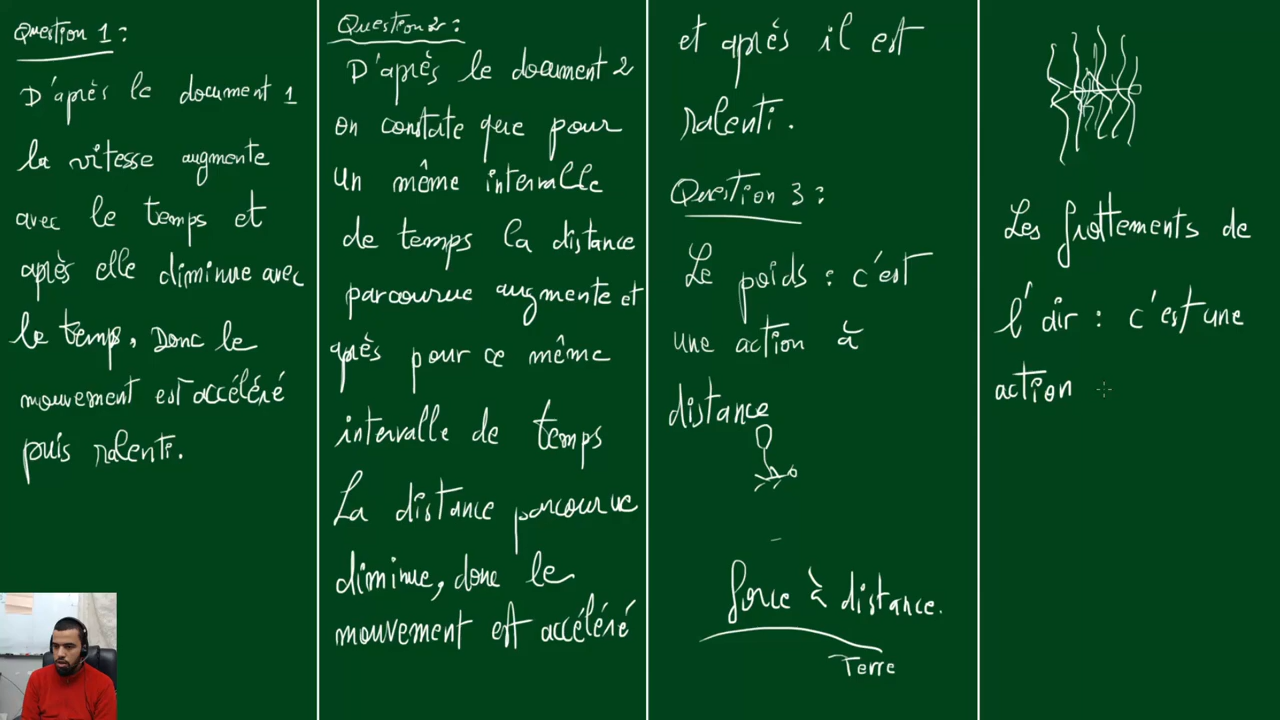 Question 1 :
D'après le document 1
la vitesse augmente
avec le temps et
après elle diminue avec
le temps, Donc le
mouvement est accéléré
puis ralenti.
Question 2 :
D'après le document 2
on constate que pour
un même intervalle
de temps la distance
parcourue augmente et
après pour ce même
intervalle de temps
La distance parcourue
diminue, donc le
mouvement est accéléré
et après il est
ralenti.
Question 3 :
Le poids : c'est
une action à
distance
force à distance.
Terre
Les frottements de
l'air : c'est une
action